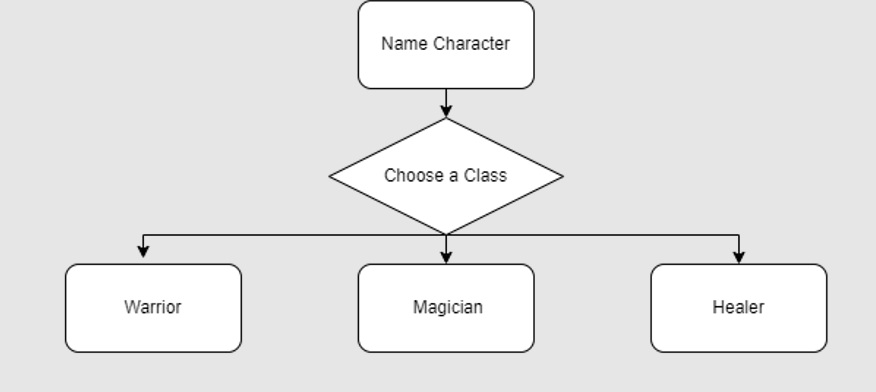 Name Character
Choose a Class
Warrior
Magician
Healer